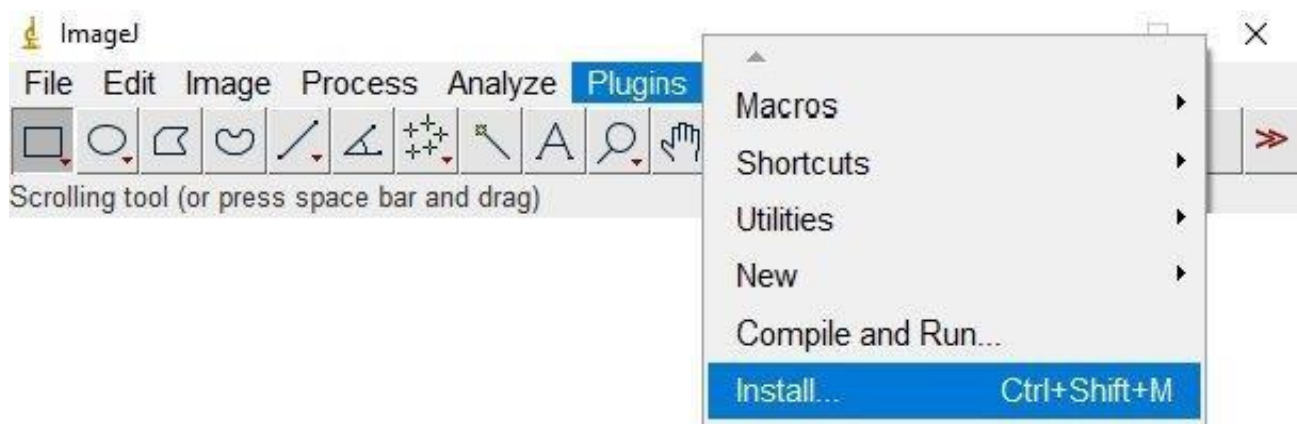 ImageJ
File Edit Image Process Analyze Plugins
A
Scrolling tool (or press space bar and drag)
Macros
Shortcuts
Utilities
New
Compile and Run...
Install... Ctrl+Shift+M